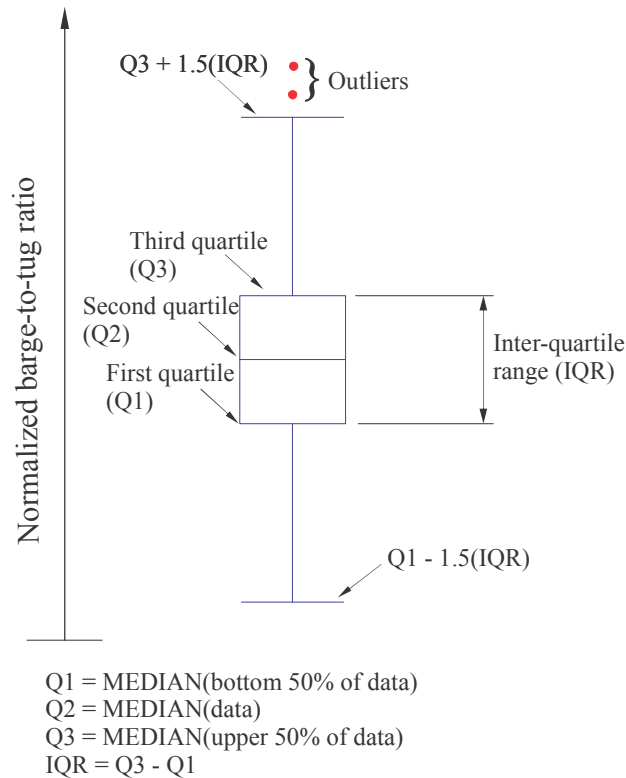 Q3 + 1.5(IQR)
Outliers
Normalized barge-to-tug ratio
Third quartile
(Q3)
Second quartile
(Q2)
First quartile
(Q1)
Inter-quartile
range (IQR)
Q1 - 1.5(IQR)
Q1 = MEDIAN(bottom 50% of data)
Q2 = MEDIAN(data)
Q3 = MEDIAN(upper 50% of data)
IQR = Q3 - Q1